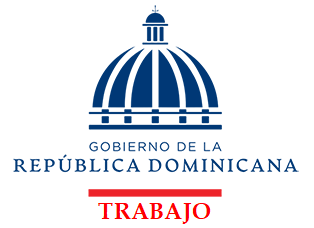 GOBIERNO DE LA
REPÚBLICA DOMINICANA
TRABAJO